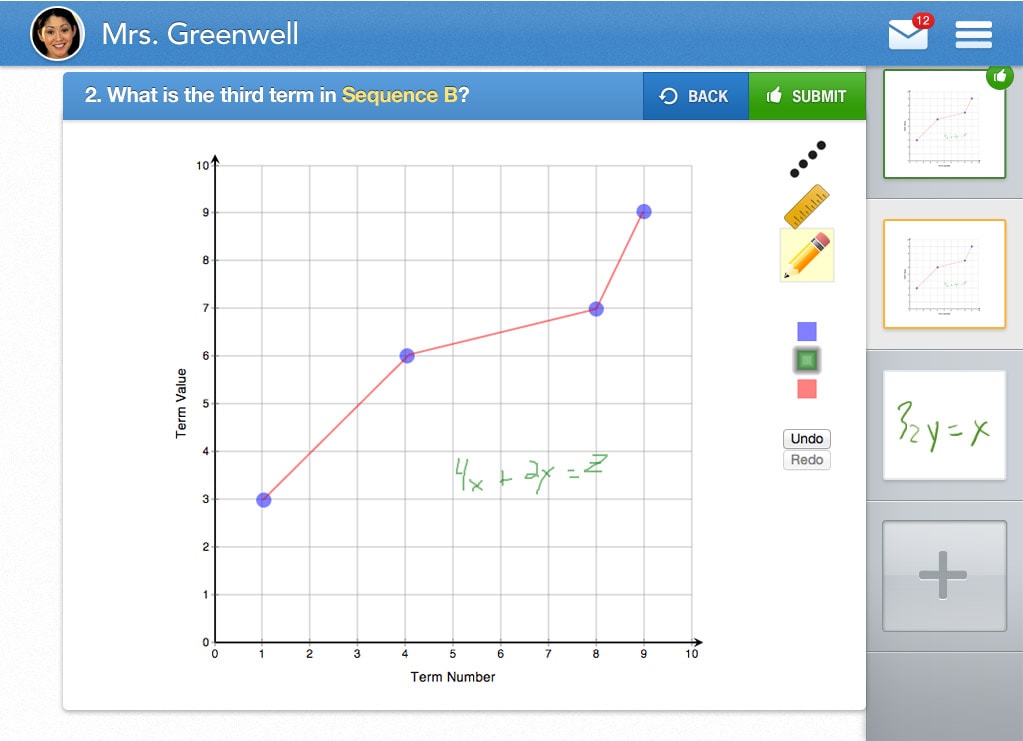 Mrs. Greenwell
12
2. What is the third term in Sequence B?
BACK
SUBMIT
10
9
8
7
6
5
4
3
2
1
0
Term Value
4x + 2x = z
0 1 2 3 4 5 6 7 8 9 10
Term Number
Undo
Redo
y = x